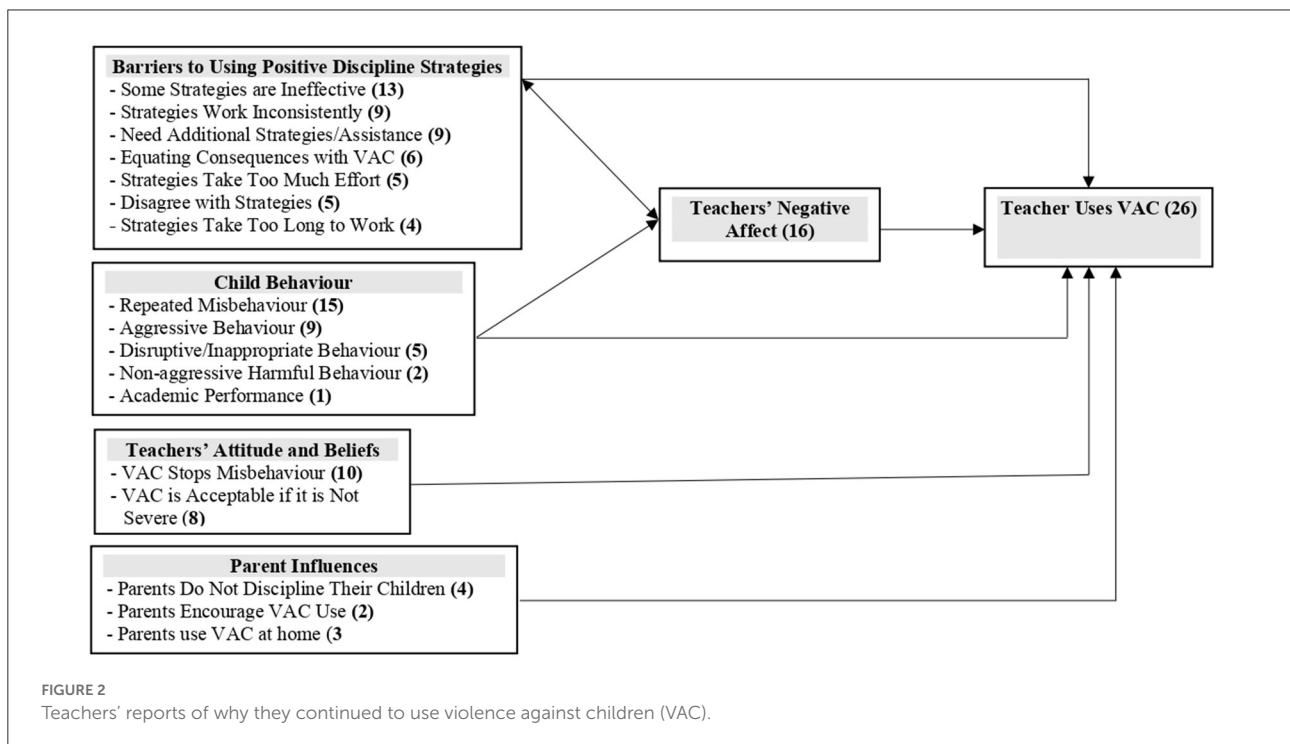 Barriers to Using Positive Discipline Strategies
- Some Strategies are Ineffective (13)
- Strategies Work Inconsistently (9)
- Need Additional Strategies/Assistance (9)
- Equating Consequences with VAC (6)
- Strategies Take Too Much Effort (5)
- Disagree with Strategies (5)
- Strategies Take Too Long to Work (4)
Child Behaviour
- Repeated Misbehaviour (15)
- Aggressive Behaviour (9)
- Disruptive/Inappropriate Behaviour (5)
- Non-aggressive Harmful Behaviour (2)
- Academic Performance (1)
Teachers' Attitude and Beliefs
- VAC Stops Misbehaviour (10)
- VAC is Acceptable if it is Not
Severe (8)
Parent Influences
- Parents Do Not Discipline Their Children (4)
- Parents Encourage VAC Use (2)
- Parents use VAC at home (3
Teachers' Negative
Affect (16)
Teacher Uses VAC (26)
FIGURE 2
Teachers' reports of why they continued to use violence against children (VAC).